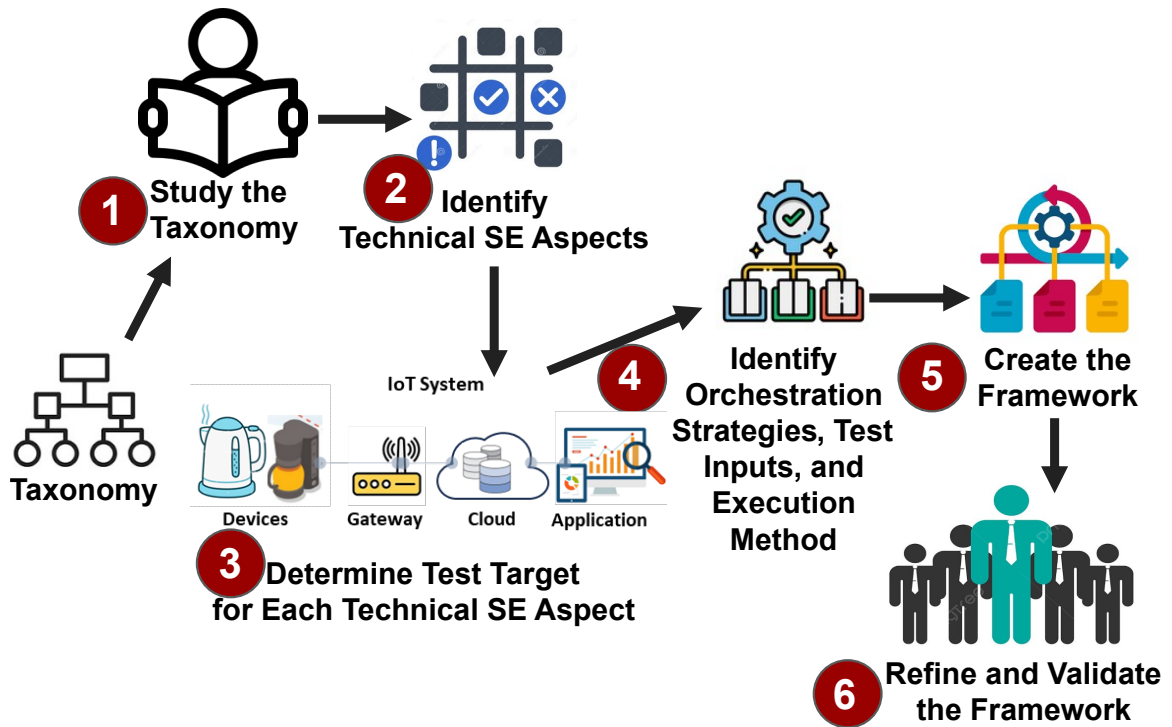 1
Study the
Taxonomy
2
Identify
Technical SE Aspects
Taxonomy
IoT System
Devices
Gateway
Cloud
Application
3
Determine Test Target
for Each Technical SE Aspect
4
Identify
Orchestration
Strategies, Test
Inputs, and
Execution
Method
5
Create the
Framework
6
Refine and Validate
the Framework